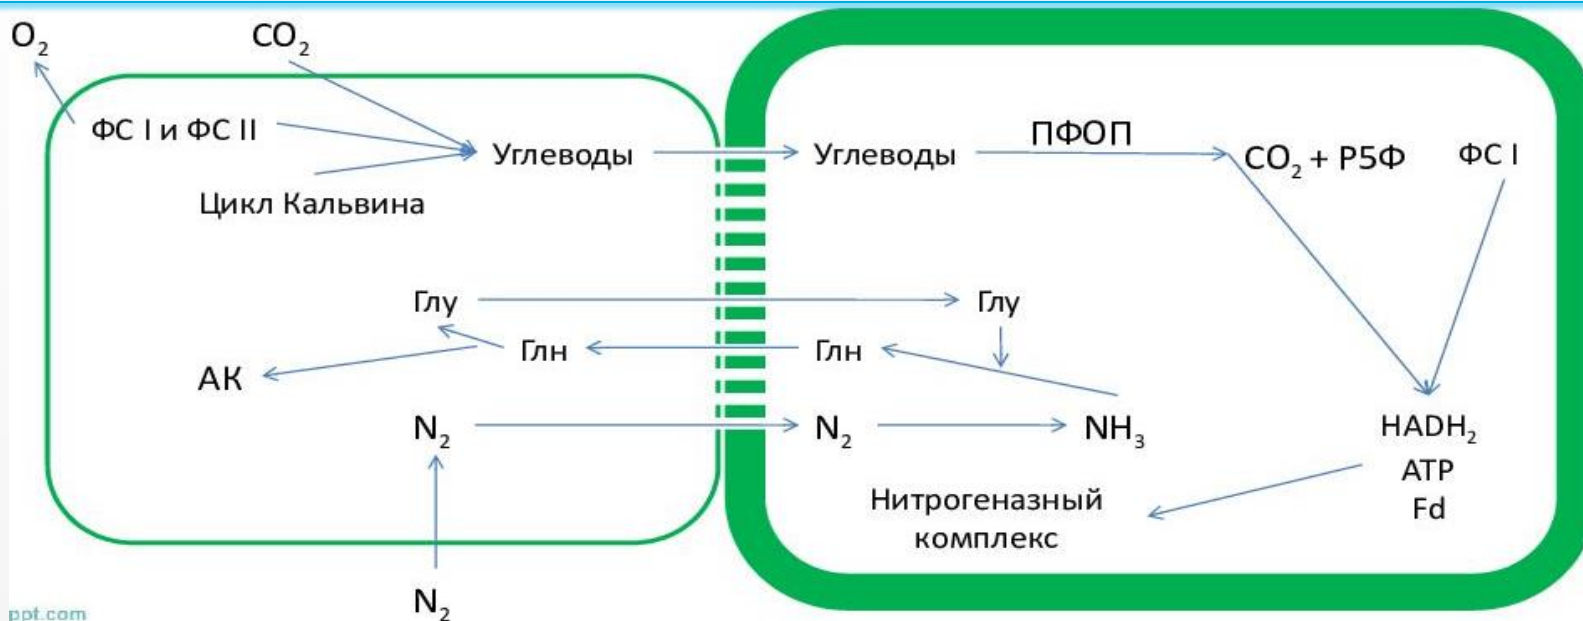 O₂
CO₂
ФС I и ФС II
Углеводы
Углеводы
ПФОП
CO₂ + Р5Ф
ФС I
Цикл Кальвина
Глу
Глу
Глн
Глн
АК
N₂
N₂
NH₃
НADH₂
ATP
Fd
Нитрогеназный
комплекс
N₂
ppt.com